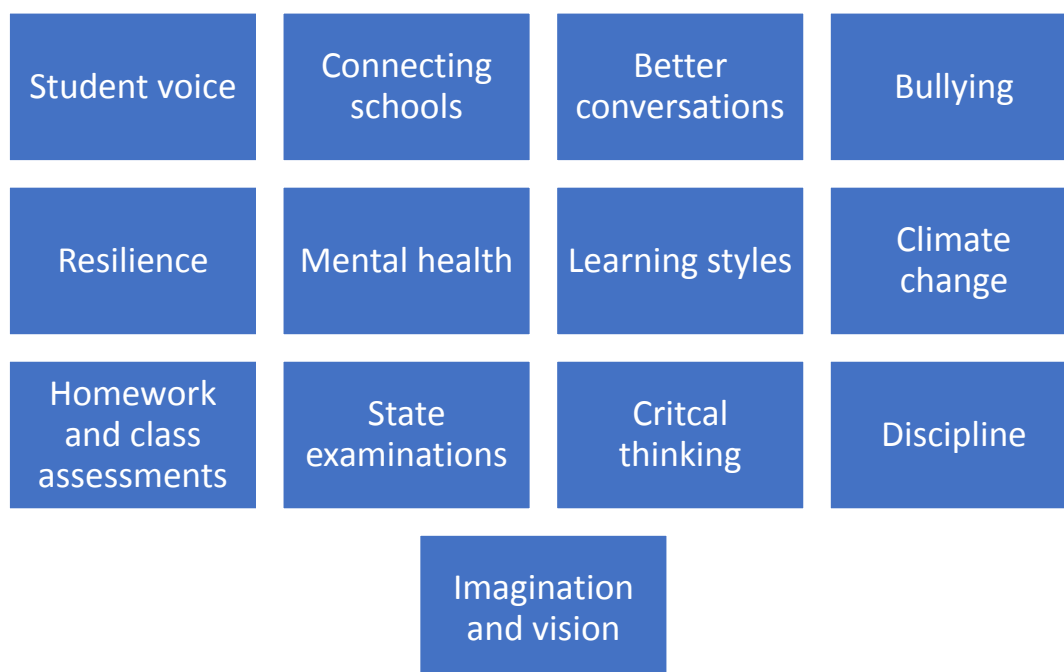 Student voice
Connecting
schools
Better
conversations
Bullying
Resilience
Mental health
Learning styles
Climate
change
Homework
and class
assessments
State
examinations
Critcal
thinking
Discipline
Imagination
and vision